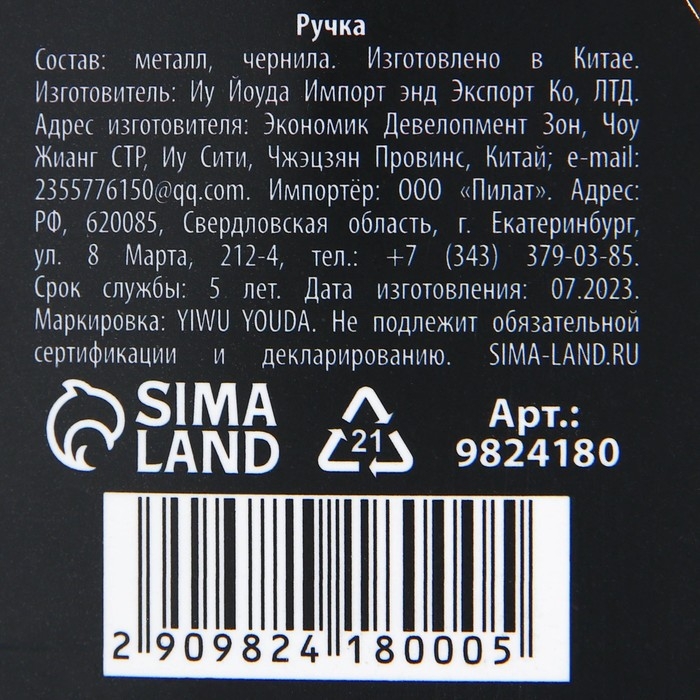 Ручка
Состав: металл, чернила. Изготовлено в Китае.
Изготовитель: Иу Йоуда Импорт энд Экспорт Ко, ЛТД.
Адрес изготовителя: Экономик Девелопмент Зон, Чоу
Жианг СТР, Иу Сити, Чжэцзян Провинс, Китай; e-mail:
2355776150@qq.com. Импортёр: ООО «Пилат». Адрес:
РФ, 620085, Свердловская область, г. Екатеринбург,
ул. 8 Марта, 212-4, тел.: +7 (343) 379-03-85.
Срок службы: 5 лет. Дата изготовления: 07.2023.
Маркировка: YIWU YOUDA. Не подлежит обязательной
сертификации и декларированию. SIMA-LAND.RU
SIMA
LAND
21
Арт.:
9824180
2 909824 180005